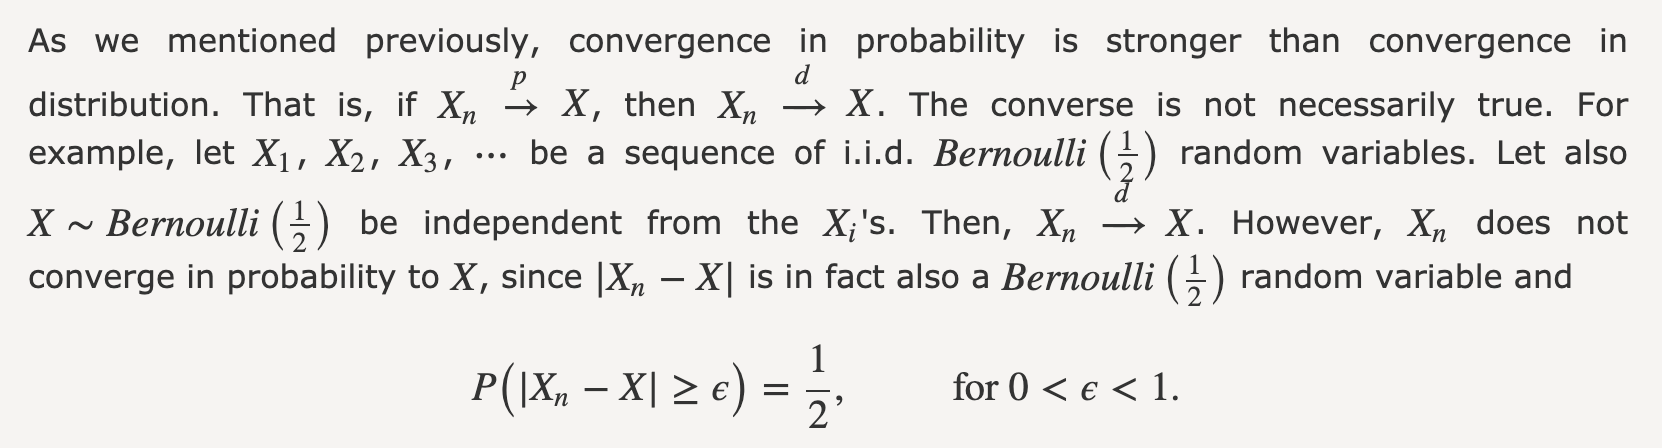 As we mentioned previously, convergence in probability is stronger than convergence in
distribution. That is, if Xₙ →ᵖ X, then Xₙ →ᵈ X. The converse is not necessarily true. For
example, let X₁, X₂, X₃, ⋯ be a sequence of i.i.d. Bernoulli (1/2) random variables. Let also
X ∼ Bernoulli (1/2) be independent from the Xᵢ's. Then, Xₙ →ᵈ X. However, Xₙ does not
converge in probability to X, since |Xₙ − X| is in fact also a Bernoulli (1/2) random variable and
P(|Xₙ − X| ≥ ϵ) = 1/2, for 0 < ϵ < 1.